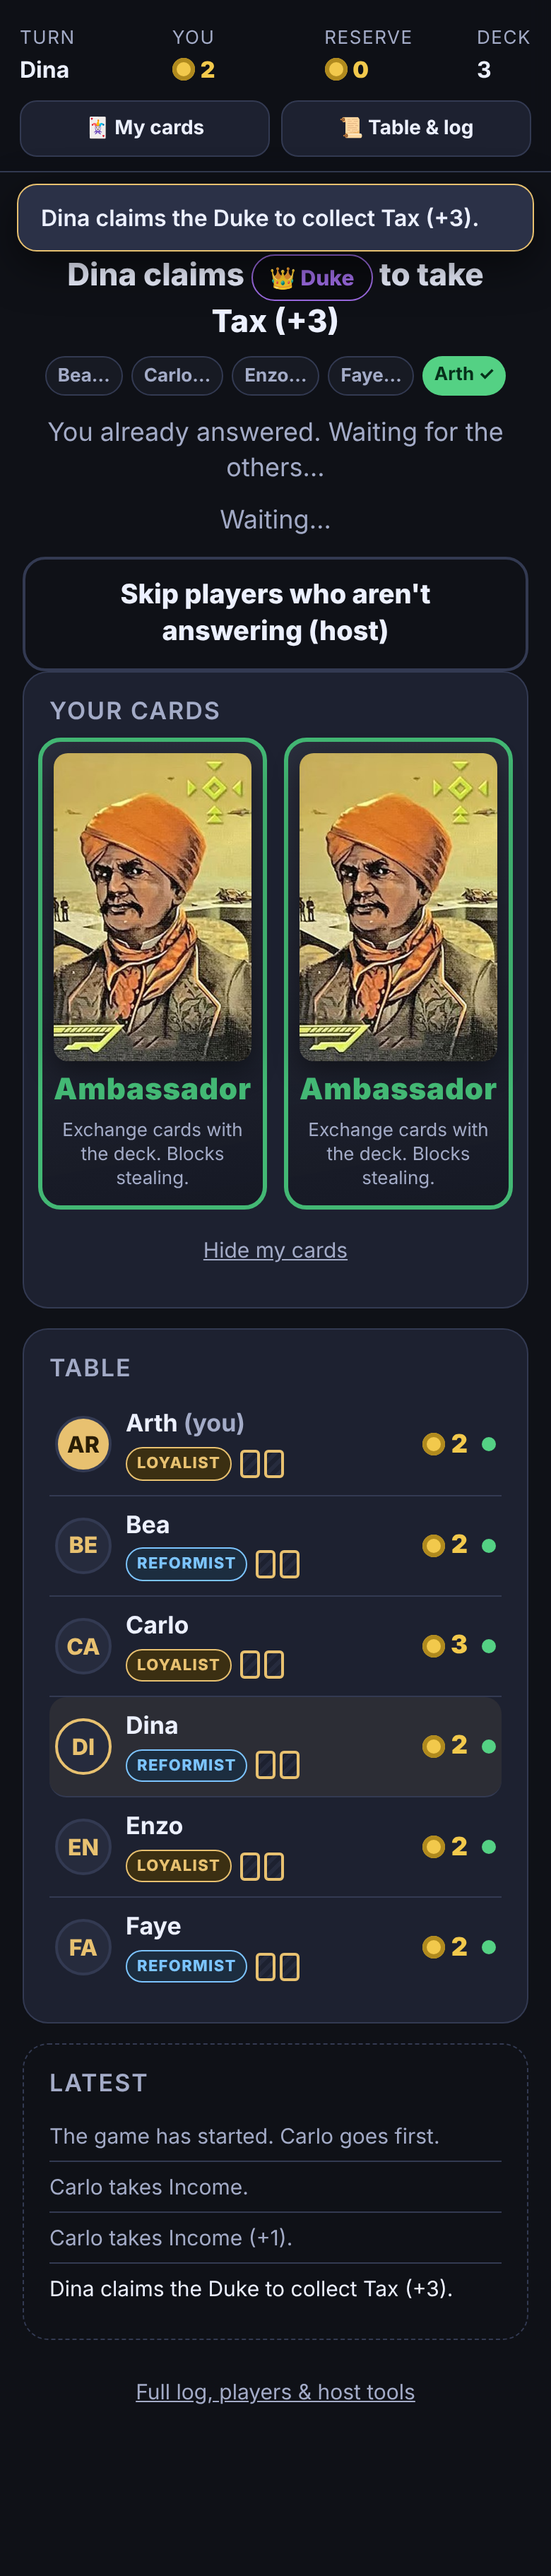 TURN YOU RESERVE DECK
Dina 2 0 3
🃏 My cards 📜 Table & log
Dina claims the Duke to collect Tax (+3).
Dina claims 👑 Duke to take
Tax (+3)
Bea… Carlo… Enzo… Faye… Arth ✓
You already answered. Waiting for the
others…
Waiting…
Skip players who aren't
answering (host)
YOUR CARDS
Ambassador Ambassador
Exchange cards with Exchange cards with
the deck. Blocks the deck. Blocks
stealing. stealing.
Hide my cards
TABLE
AR Arth (you) 2
LOYALIST
BE Bea 2
REFORMIST
CA Carlo 3
LOYALIST
DI Dina 2
REFORMIST
EN Enzo 2
LOYALIST
FA Faye 2
REFORMIST
LATEST
The game has started. Carlo goes first.
Carlo takes Income.
Carlo takes Income (+1).
Dina claims the Duke to collect Tax (+3).
Full log, players & host tools